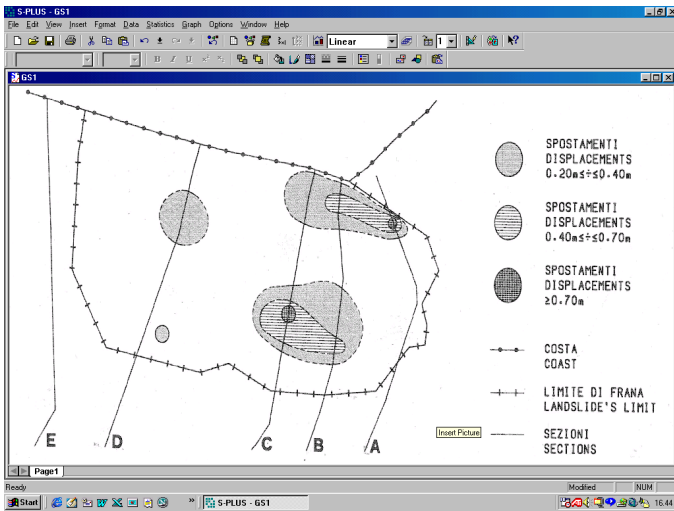 S-PLUS - GS1
File Edit View Insert Format Data Statistics Graph Options Window Help
Linear
1
B I U
GS1
SPOSTAMENTI
DISPLACEMENTS
0.20m≤÷≤0.40m
SPOSTAMENTI
DISPLACEMENTS
0.40m≤÷≤0.70m
SPOSTAMENTI
DISPLACEMENTS
≥0.70m
COSTA
COAST
LIMITE DI FRANA
LANDSLIDE'S LIMIT
SEZIONI
SECTIONS
E
D
C
B
A
Insert Picture
Page1
Ready
Modified
NUM
Start
S-PLUS - GS1
16.44